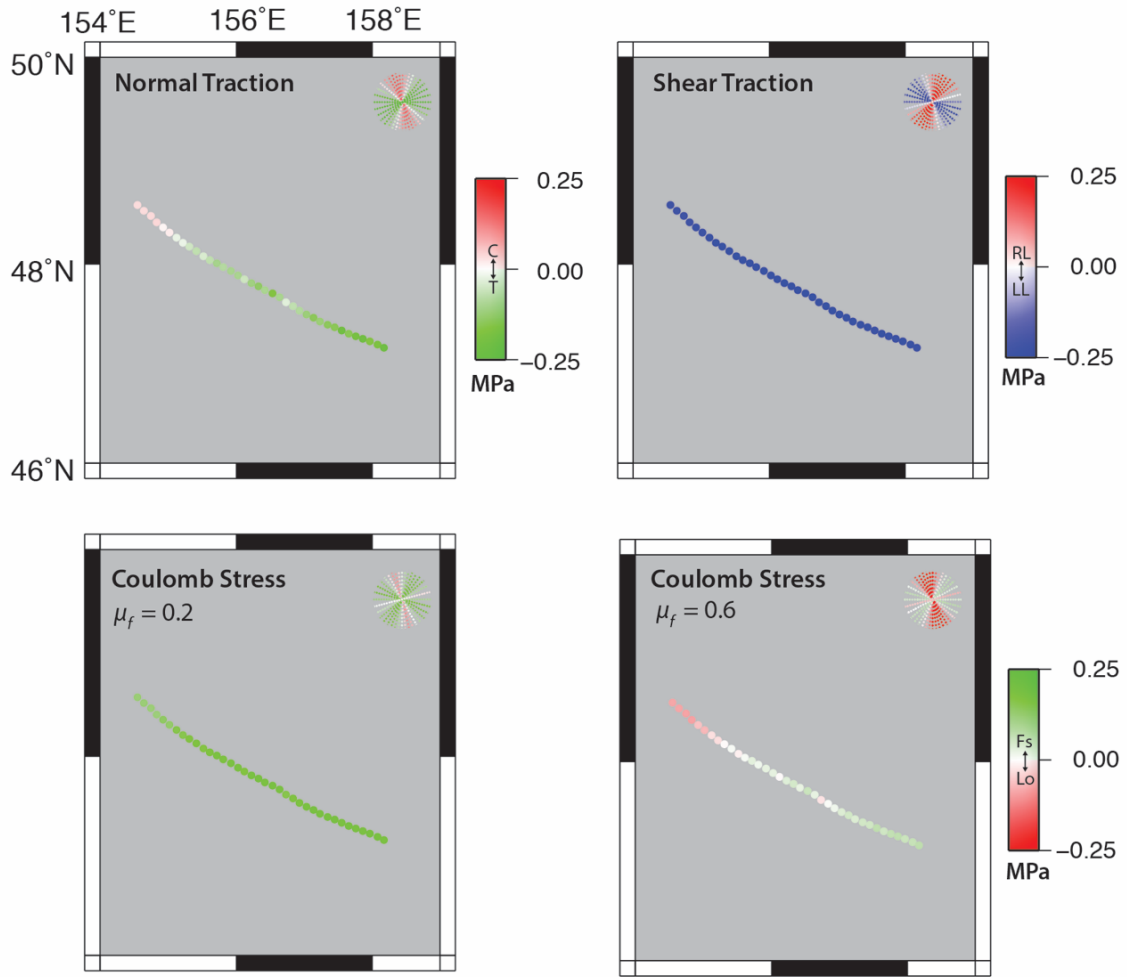 154˚E 156˚E 158˚E
50˚N
48˚N
46˚N
Normal Traction
0.25
C
0.00
T
−0.25
MPa
Shear Traction
0.25
RL
0.00
LL
−0.25
MPa
Coulomb Stress
μf = 0.2
Coulomb Stress
μf = 0.6
0.25
Fs
0.00
Lo
−0.25
MPa